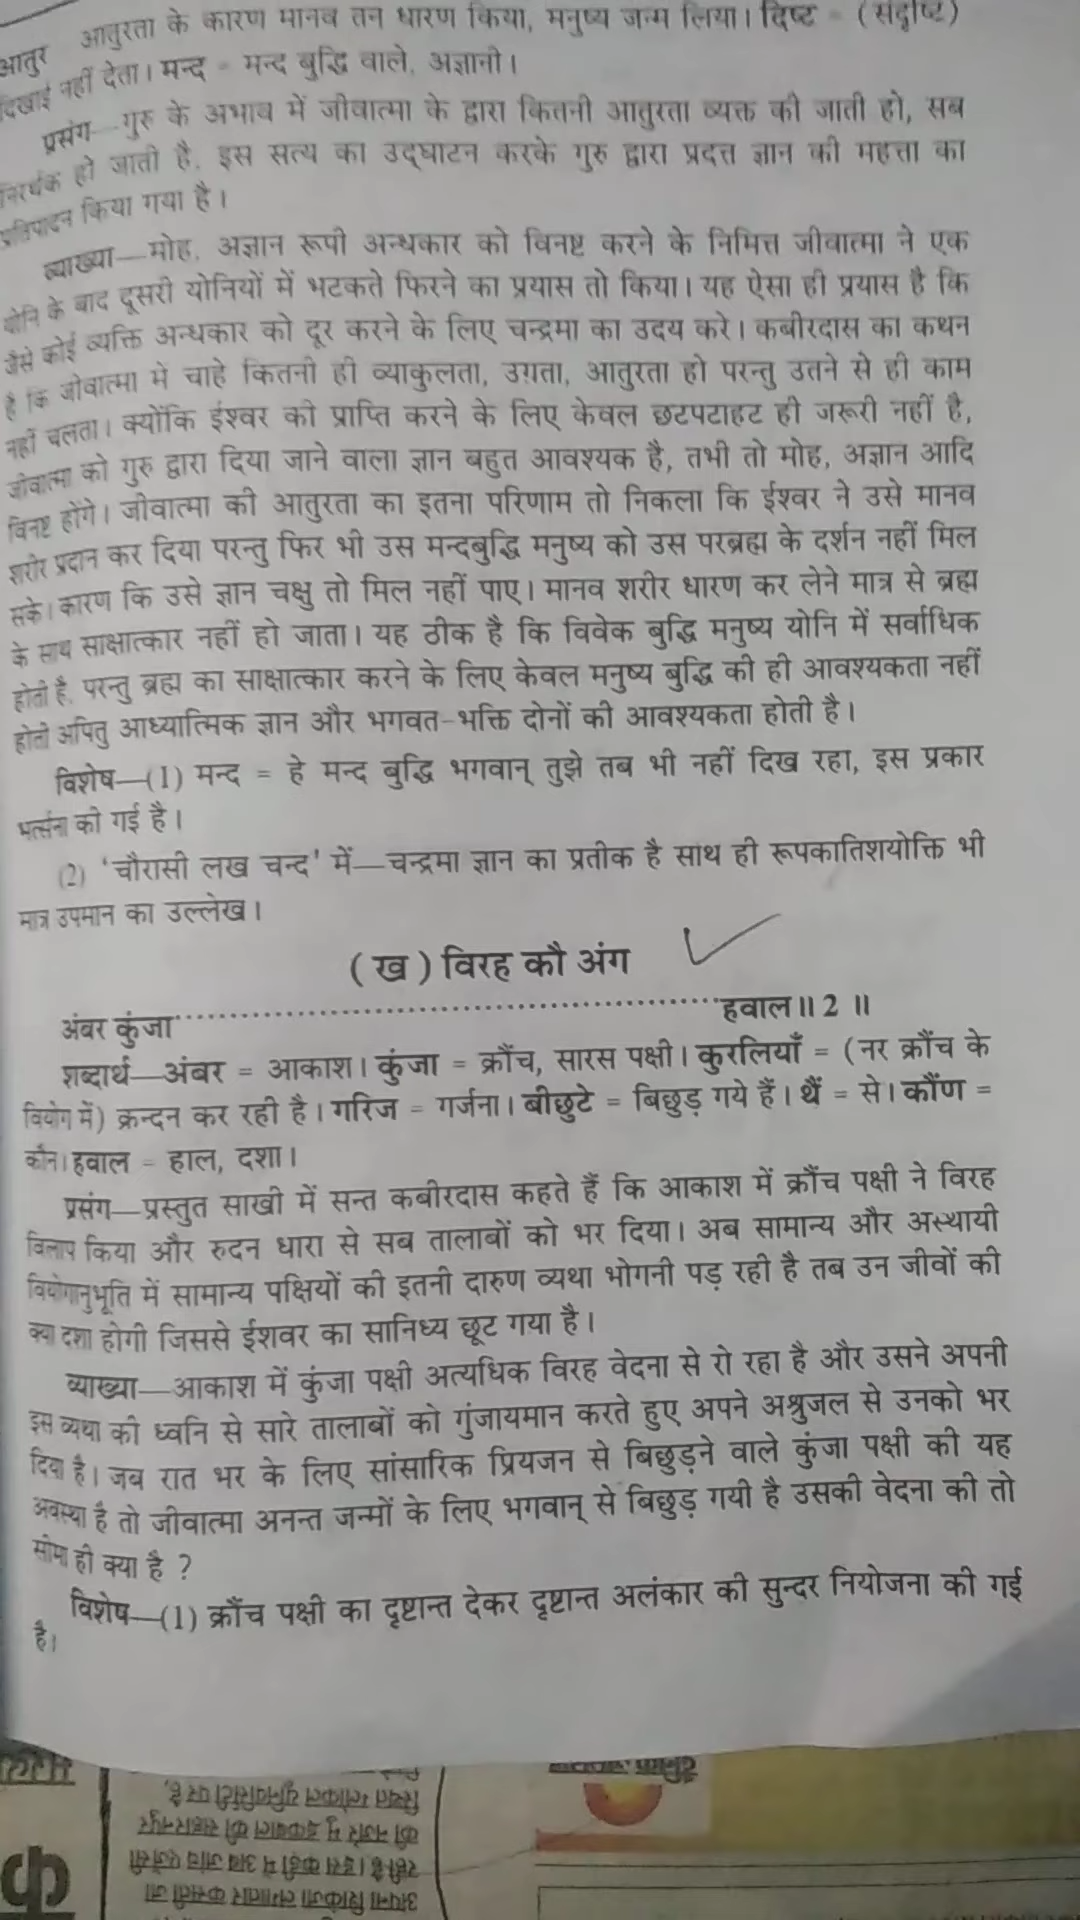 आतुर आतुरता के कारण मानव तन धारण किया, मनुष्य जन्म लिया। दिष्ट = (संदृष्टि)
दिखाई नहीं देता। मन्द = मन्द बुद्धि वाले, अज्ञानी।
प्रसंग—गुरु के अभाव में जीवात्मा के द्वारा कितनी आतुरता व्यक्त की जाती हो, सब
निरर्थक हो जाती है, इस सत्य का उद्घाटन करके गुरु द्वारा प्रदत्त ज्ञान की महत्ता का
प्रतिपादन किया गया है।
व्याख्या—मोह, अज्ञान रूपी अन्धकार को विनष्ट करने के निमित्त जीवात्मा ने एक
योनि के बाद दूसरी योनियों में भटकते फिरने का प्रयास तो किया। यह ऐसा ही प्रयास है कि
जैसे कोई व्यक्ति अन्धकार को दूर करने के लिए चन्द्रमा का उदय करे। कबीरदास का कथन
है कि जीवात्मा में चाहे कितनी ही व्याकुलता, उग्रता, आतुरता हो परन्तु उतने से ही काम
नहीं चलता। क्योंकि ईश्वर की प्राप्ति करने के लिए केवल छटपटाहट ही जरूरी नहीं है,
जीवात्मा को गुरु द्वारा दिया जाने वाला ज्ञान बहुत आवश्यक है, तभी तो मोह, अज्ञान आदि
विनष्ट होंगे। जीवात्मा की आतुरता का इतना परिणाम तो निकला कि ईश्वर ने उसे मानव
शरीर प्रदान कर दिया परन्तु फिर भी उस मन्दबुद्धि मनुष्य को उस परब्रह्म के दर्शन नहीं मिल
सके। कारण कि उसे ज्ञान चक्षु तो मिल नहीं पाए। मानव शरीर धारण कर लेने मात्र से ब्रह्म
के साथ साक्षात्कार नहीं हो जाता। यह ठीक है कि विवेक बुद्धि मनुष्य योनि में सर्वाधिक
होती है, परन्तु ब्रह्म का साक्षात्कार करने के लिए केवल मनुष्य बुद्धि की ही आवश्यकता नहीं
होती अपितु आध्यात्मिक ज्ञान और भगवत-भक्ति दोनों की आवश्यकता होती है।
विशेष—(1) मन्द = हे मन्द बुद्धि भगवान् तुझे तब भी नहीं दिख रहा, इस प्रकार
भर्त्सना की गई है।
(2) 'चौरासी लख चन्द' में—चन्द्रमा ज्ञान का प्रतीक है साथ ही रूपकातिशयोक्ति भी
मात्र उपमान का उल्लेख।
(ख) विरह कौ अंग
अंबर कुंजा........................................................हवाल॥ 2 ॥
शब्दार्थ—अंबर = आकाश। कुंजा = क्रौंच, सारस पक्षी। कुरलियाँ = (नर क्रौंच के
वियोग में) क्रन्दन कर रही है। गरिज = गर्जना। बीछुटे = बिछुड़ गये हैं। थैं = से। कौंण =
कौन। हवाल = हाल, दशा।
प्रसंग—प्रस्तुत साखी में सन्त कबीरदास कहते हैं कि आकाश में क्रौंच पक्षी ने विरह
विलाप किया और रुदन धारा से सब तालाबों को भर दिया। अब सामान्य और अस्थायी
वियोगानुभूति में सामान्य पक्षियों की इतनी दारुण व्यथा भोगनी पड़ रही है तब उन जीवों की
क्या दशा होगी जिससे ईशवर का सानिध्य छूट गया है।
व्याख्या—आकाश में कुंजा पक्षी अत्यधिक विरह वेदना से रो रहा है और उसने अपनी
इस व्यथा की ध्वनि से सारे तालाबों को गुंजायमान करते हुए अपने अश्रुजल से उनको भर
दिया है। जब रात भर के लिए सांसारिक प्रियजन से बिछुड़ने वाले कुंजा पक्षी की यह
अवस्था है तो जीवात्मा अनन्त जन्मों के लिए भगवान् से बिछुड़ गयी है उसकी वेदना की तो
सीमा ही क्या है ?
विशेष—(1) क्रौंच पक्षी का दृष्टान्त देकर दृष्टान्त अलंकार की सुन्दर नियोजना की गई
है।